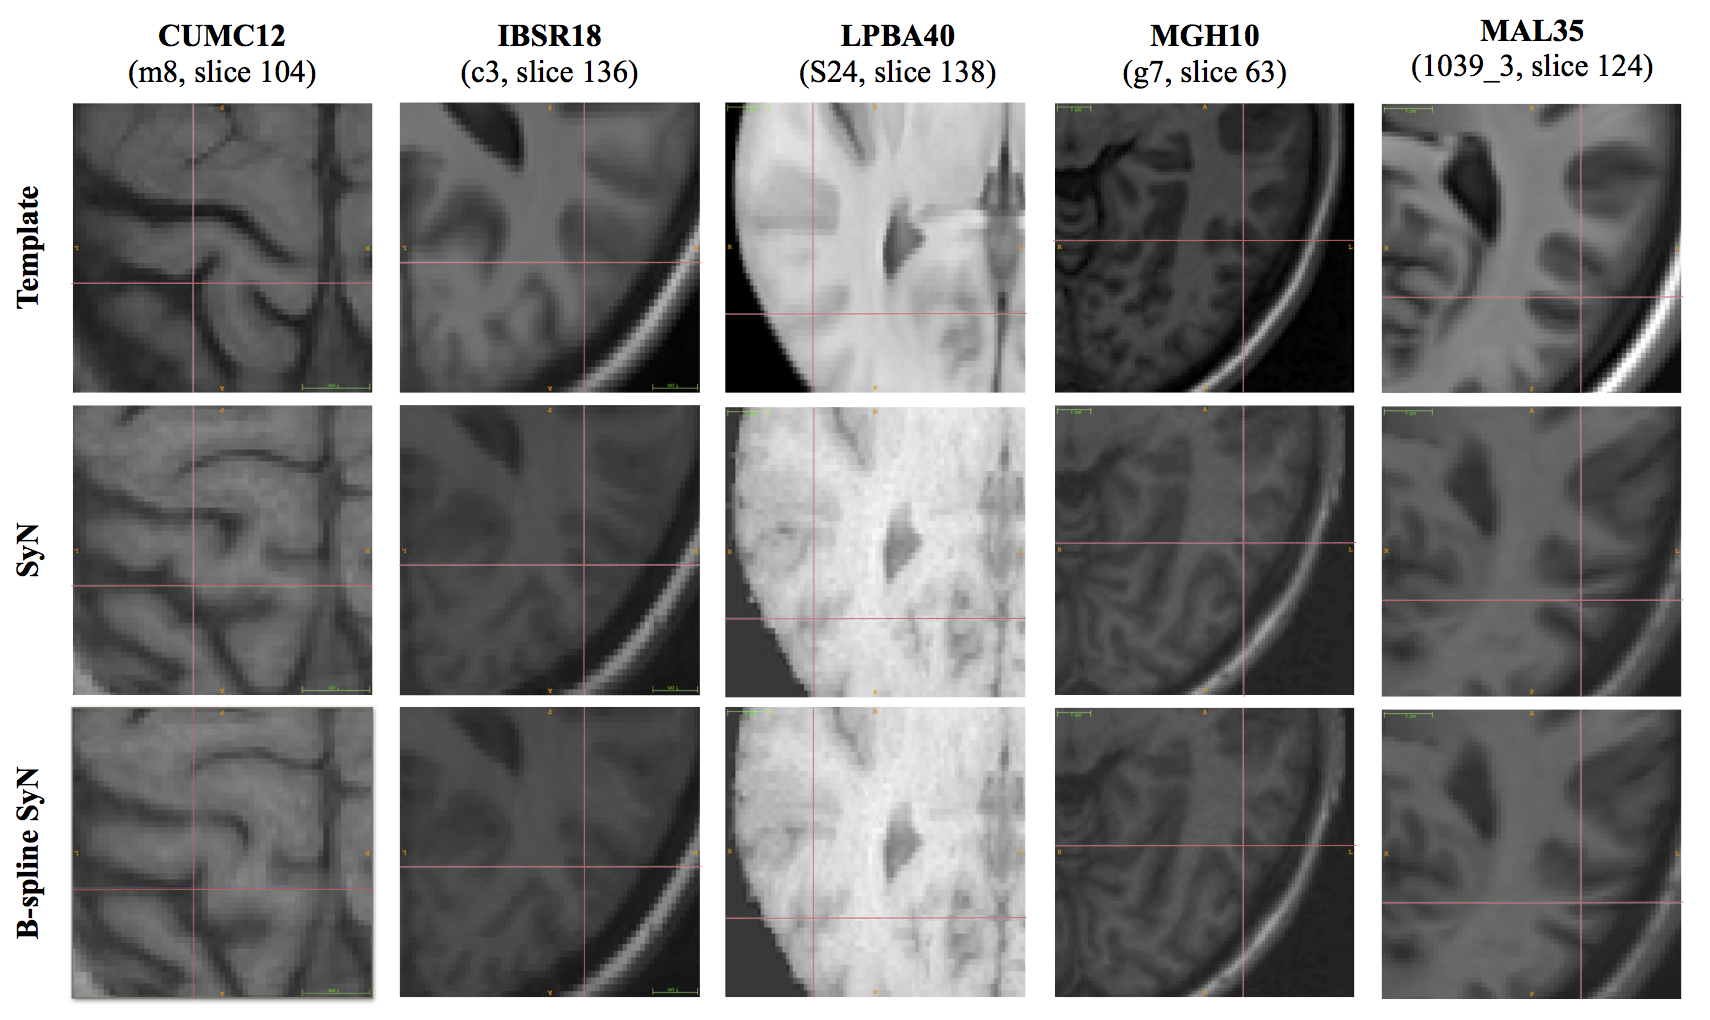 CUMC12
(m8, slice 104)
IBSR18
(c3, slice 136)
LPBA40
(S24, slice 138)
MGH10
(g7, slice 63)
MAL35
(1039_3, slice 124)
Template
SyN
B-spline SyN